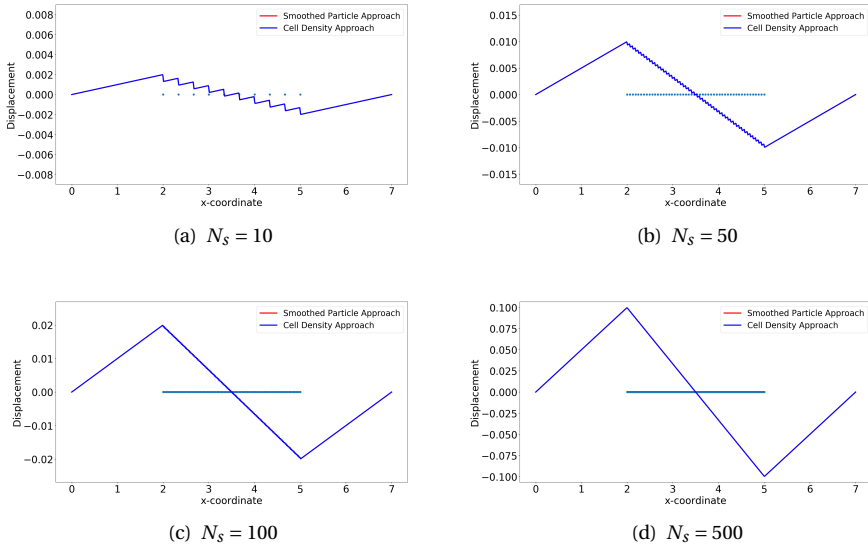 0.008
0.006
0.004
0.002
0.000
−0.002
−0.004
−0.006
−0.008
Displacement
Smoothed Particle Approach
Cell Density Approach
0 1 2 3 4 5 6 7
x-coordinate
(a) Ns = 10
0.015
0.010
0.005
0.000
−0.005
−0.010
−0.015
Displacement
Smoothed Particle Approach
Cell Density Approach
0 1 2 3 4 5 6 7
x-coordinate
(b) Ns = 50
0.02
0.01
0.00
−0.01
−0.02
Displacement
Smoothed Particle Approach
Cell Density Approach
0 1 2 3 4 5 6 7
x-coordinate
(c) Ns = 100
0.100
0.075
0.050
0.025
0.000
−0.025
−0.050
−0.075
−0.100
Displacement
Smoothed Particle Approach
Cell Density Approach
0 1 2 3 4 5 6 7
x-coordinate
(d) Ns = 500